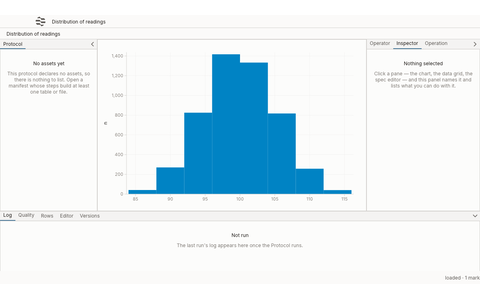 Distribution of readings
Distribution of readings
Protocol
Operator Inspector Operation
No assets yet
This protocol declares no assets, so
there is nothing to list. Open a
manifest whose steps build at least
one table or file.
1,400
1,200
1,000
800
600
400
200
0
n
85 90 95 100 105 110 115
Nothing selected
Click a pane — the chart, the data grid, the
spec editor — and this panel names it and
lists what you can do with it.
Log Quality Rows Editor Versions
Not run
The last run's log appears here once the Protocol runs.
loaded · 1 mark